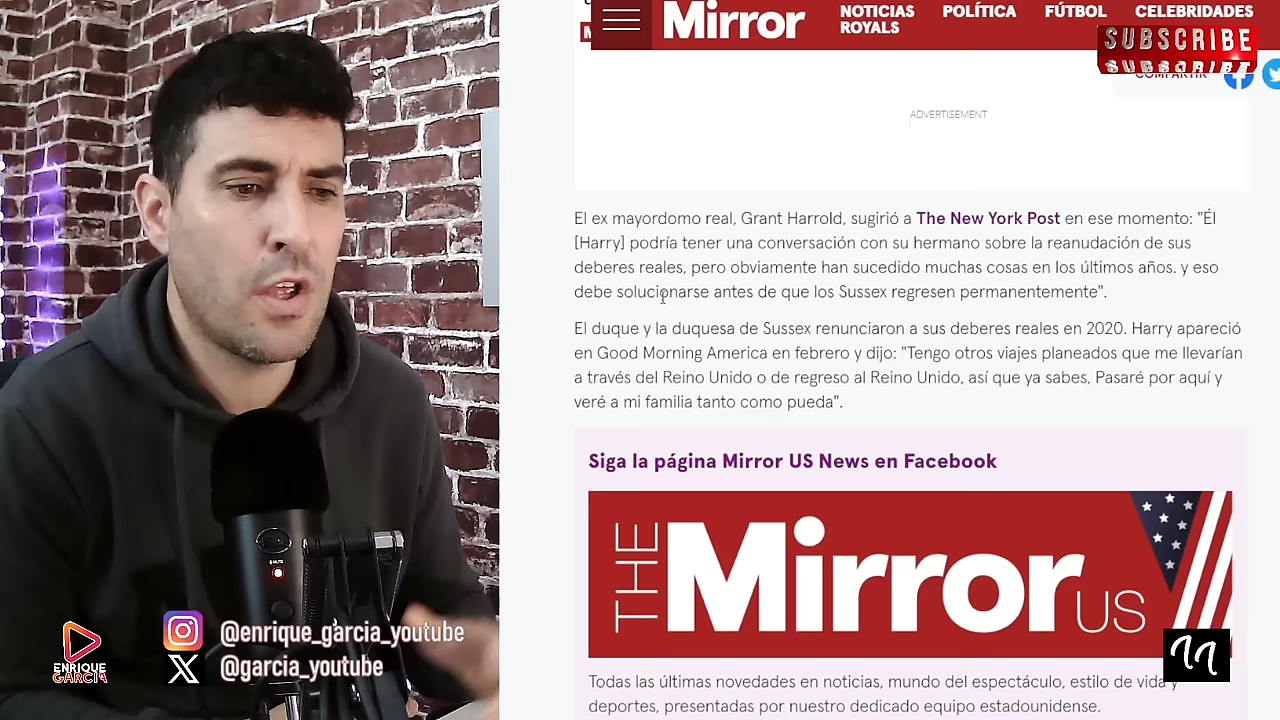 Mirror
NOTICIAS
POLÍTICA
FÚTBOL
CELEBRIDADES
ROYALS
SUBSCRIBE
SUBSCRIBE
COMPARTIR
ADVERTISEMENT
El ex mayordomo real, Grant Harrold, sugirió a The New York Post en ese momento: "Él
[Harry] podría tener una conversación con su hermano sobre la reanudación de sus
deberes reales, pero obviamente han sucedido muchas cosas en los últimos años. y eso
debe solucionarse antes de que los Sussex regresen permanentemente".
El duque y la duquesa de Sussex renunciaron a sus deberes reales en 2020. Harry apareció
en Good Morning America en febrero y dijo: "Tengo otros viajes planeados que me llevarían
a través del Reino Unido o de regreso al Reino Unido, así que ya sabes, Pasaré por aquí y
veré a mi familia tanto como pueda".
Siga la página Mirror US News en Facebook
THE Mirror US
Todas las últimas novedades en noticias, mundo del espectáculo, estilo de vida y
deportes, presentadas por nuestro dedicado equipo estadounidense.
@enrique_garcia_youtube
@garcia_youtube
ENRIQUE
GARCIA